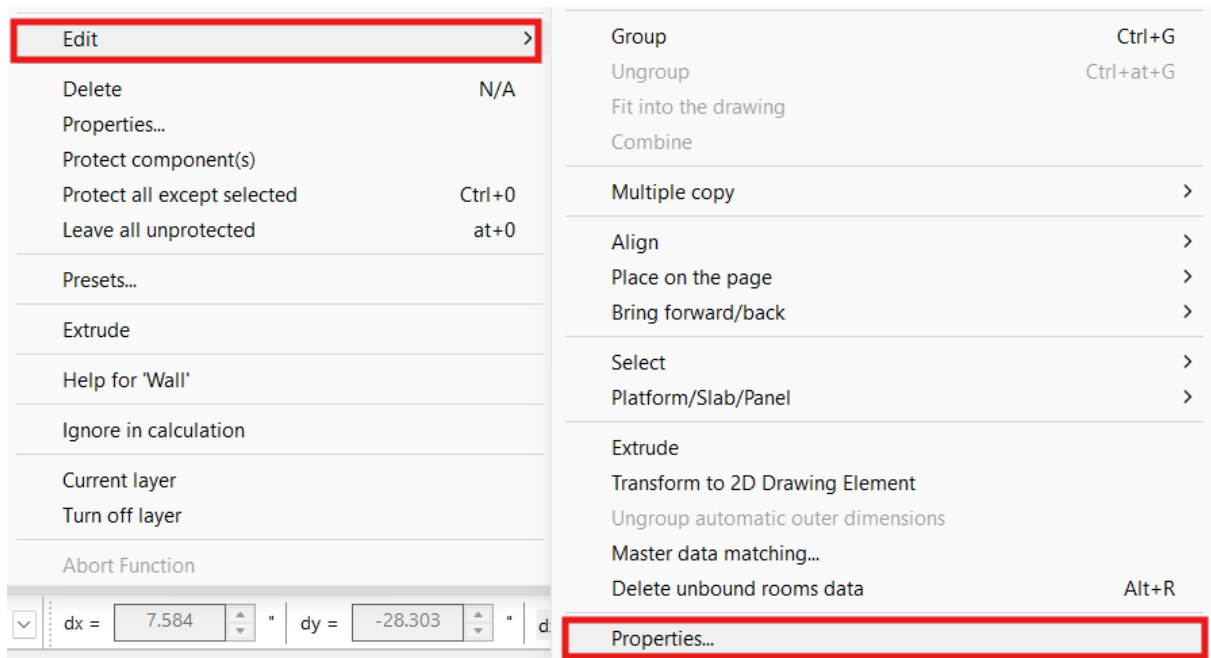 Edit >
Delete N/A
Properties...
Protect component(s)
Protect all except selected Ctrl+0
Leave all unprotected at+0
Presets...
Extrude
Help for 'Wall'
Ignore in calculation
Current layer
Turn off layer
Abort Function
dx = 7.584 " dy = -28.303 " d
Group Ctrl+G
Ungroup Ctrl+at+G
Fit into the drawing
Combine
Multiple copy >
Align >
Place on the page >
Bring forward/back >
Select >
Platform/Slab/Panel >
Extrude
Transform to 2D Drawing Element
Ungroup automatic outer dimensions
Master data matching...
Delete unbound rooms data Alt+R
Properties...